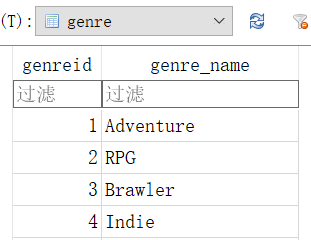 (T): genre
genreid genre_name
过滤 过滤
1 Adventure
2 RPG
3 Brawler
4 Indie